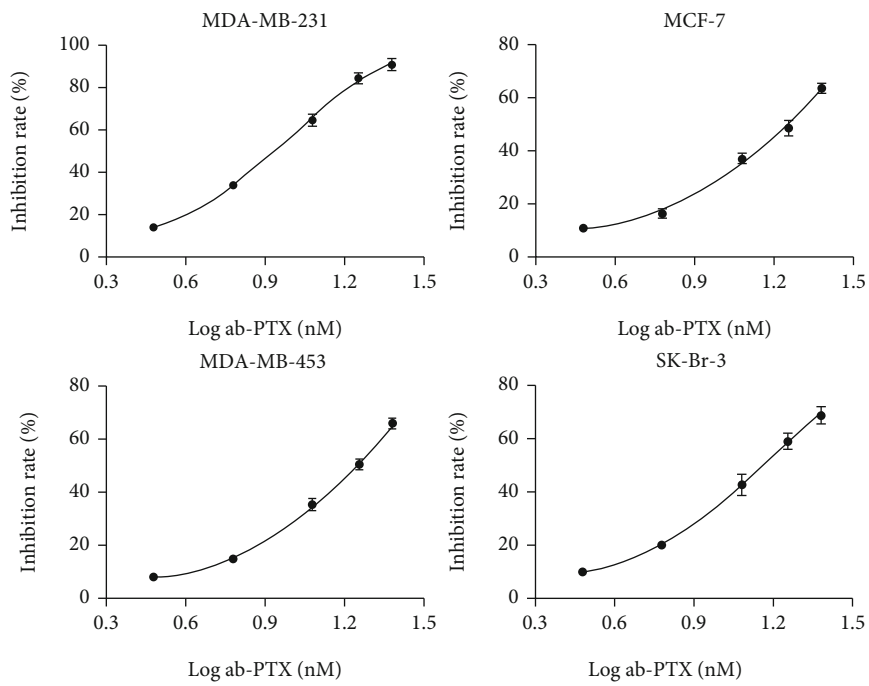 MDA-MB-231
Inhibition rate (%)
100
80
60
40
20
0
0.3 0.6 0.9 1.2 1.5
Log ab-PTX (nM)
MCF-7
Inhibition rate (%)
80
60
40
20
0
0.3 0.6 0.9 1.2 1.5
Log ab-PTX (nM)
MDA-MB-453
Inhibition rate (%)
80
60
40
20
0
0.3 0.6 0.9 1.2 1.5
Log ab-PTX (nM)
SK-Br-3
Inhibition rate (%)
80
60
40
20
0
0.3 0.6 0.9 1.2 1.5
Log ab-PTX (nM)